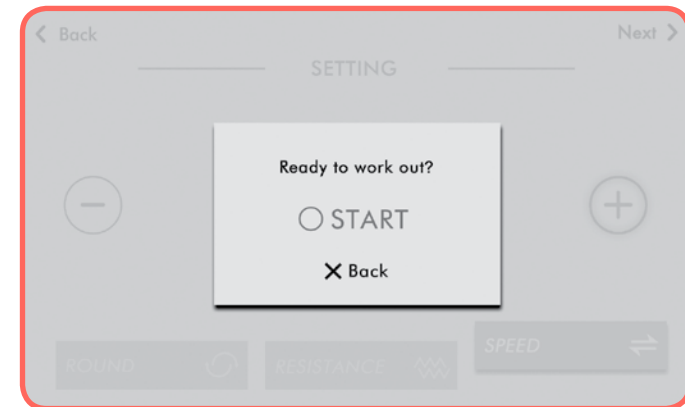 Back
Next
SETTING
Ready to work out?
START
Back
ROUND
RESISTANCE
SPEED